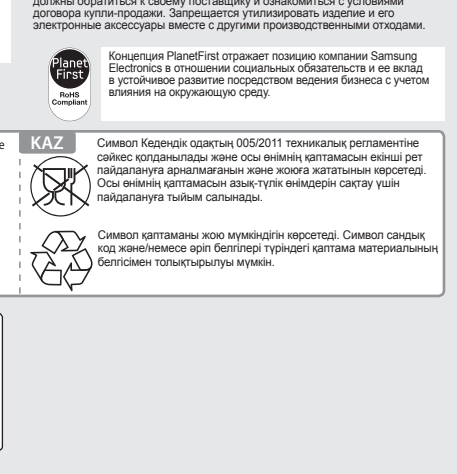 должны обратиться к своему поставщику и ознакомиться с условиями
договора купли-продажи. Запрещается утилизировать изделие и его
электронные аксессуары вместе с другими производственными отходами.
Planet
First
RoHS
Compliant
Концепция PlanetFirst отражает позицию компании Samsung
Electronics в отношении социальных обязательств и ее вклад
в устойчивое развитие посредством ведения бизнеса с учетом
влияния на окружающую среду.
e
KAZ
Символ Кедендік одақтың 005/2011 техникалық регламентіне
сәйкес қолданылады және осы өнімнің қаптамасын екінші рет
пайдалануға арналмағанын және жоюға жататынын көрсетеді.
Осы өнімнің қаптамасын азық-түлік өнімдерін сақтау үшін
пайдалануға тыйым салынады.
Символ қаптаманы жою мүмкіндігін көрсетеді. Символ сандық
код және/немесе әріп белгілері түріндегі қаптама материалының
белгісімен толықтырылуы мүмкін.